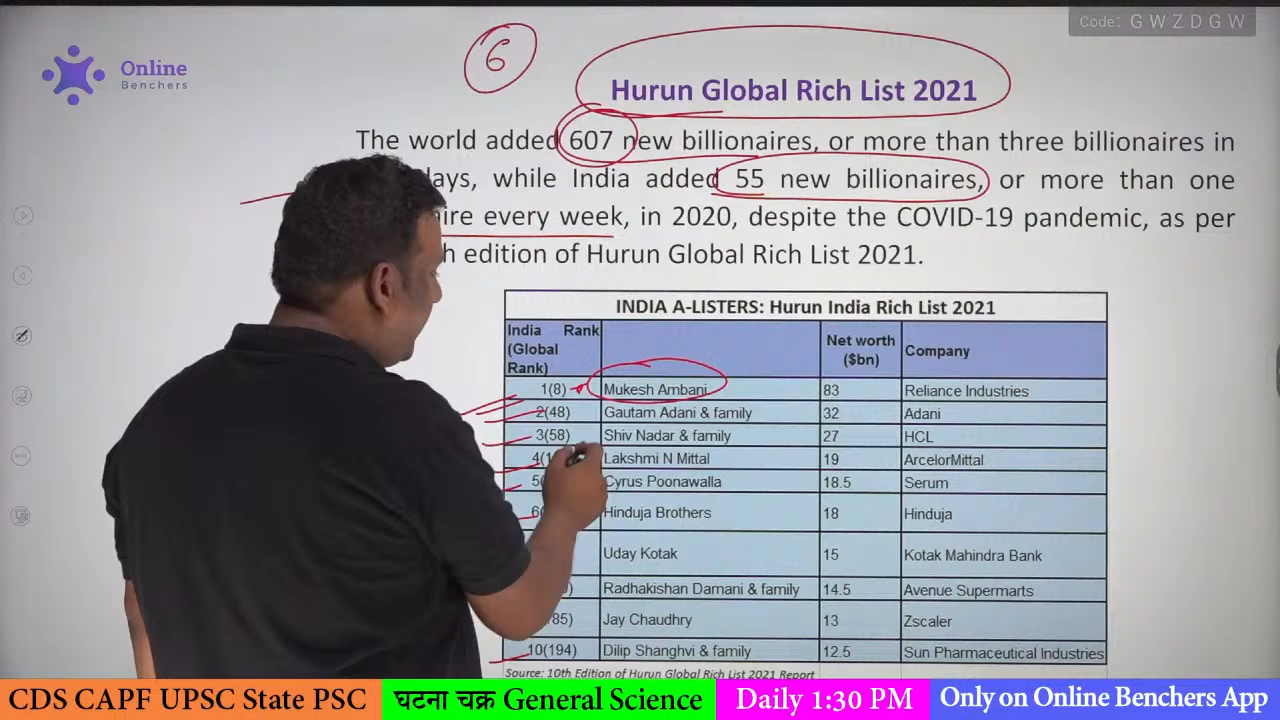 Code: G W Z D G W
6
Online
Benchers
Hurun Global Rich List 2021
The world added 607 new billionaires, or more than three billionaires in
while India added 55 new billionaires, or more than one
every week, in 2020, despite the COVID-19 pandemic, as per
edition of Hurun Global Rich List 2021.
INDIA A-LISTERS: Hurun India Rich List 2021
India Rank (Global Rank) Net worth ($bn) Company
1(8) Mukesh Ambani 83 Reliance Industries
2(48) Gautam Adani & family 32 Adani
3(58) Shiv Nadar & family 27 HCL
Lakshmi N Mittal 19 ArcelorMittal
Cyrus Poonawalla 18.5 Serum
Hinduja Brothers 18 Hinduja
Uday Kotak 15 Kotak Mahindra Bank
Radhakishan Damani & family 14.5 Avenue Supermarts
Jay Chaudhry 13 Zscaler
10(194) Dilip Shanghvi & family 12.5 Sun Pharmaceutical Industries
Source: 10th Edition of Hurun Global Rich List 2021 Report
CDS CAPF UPSC State PSC घटना चक्र General Science Daily 1:30 PM Only on Online Benchers App